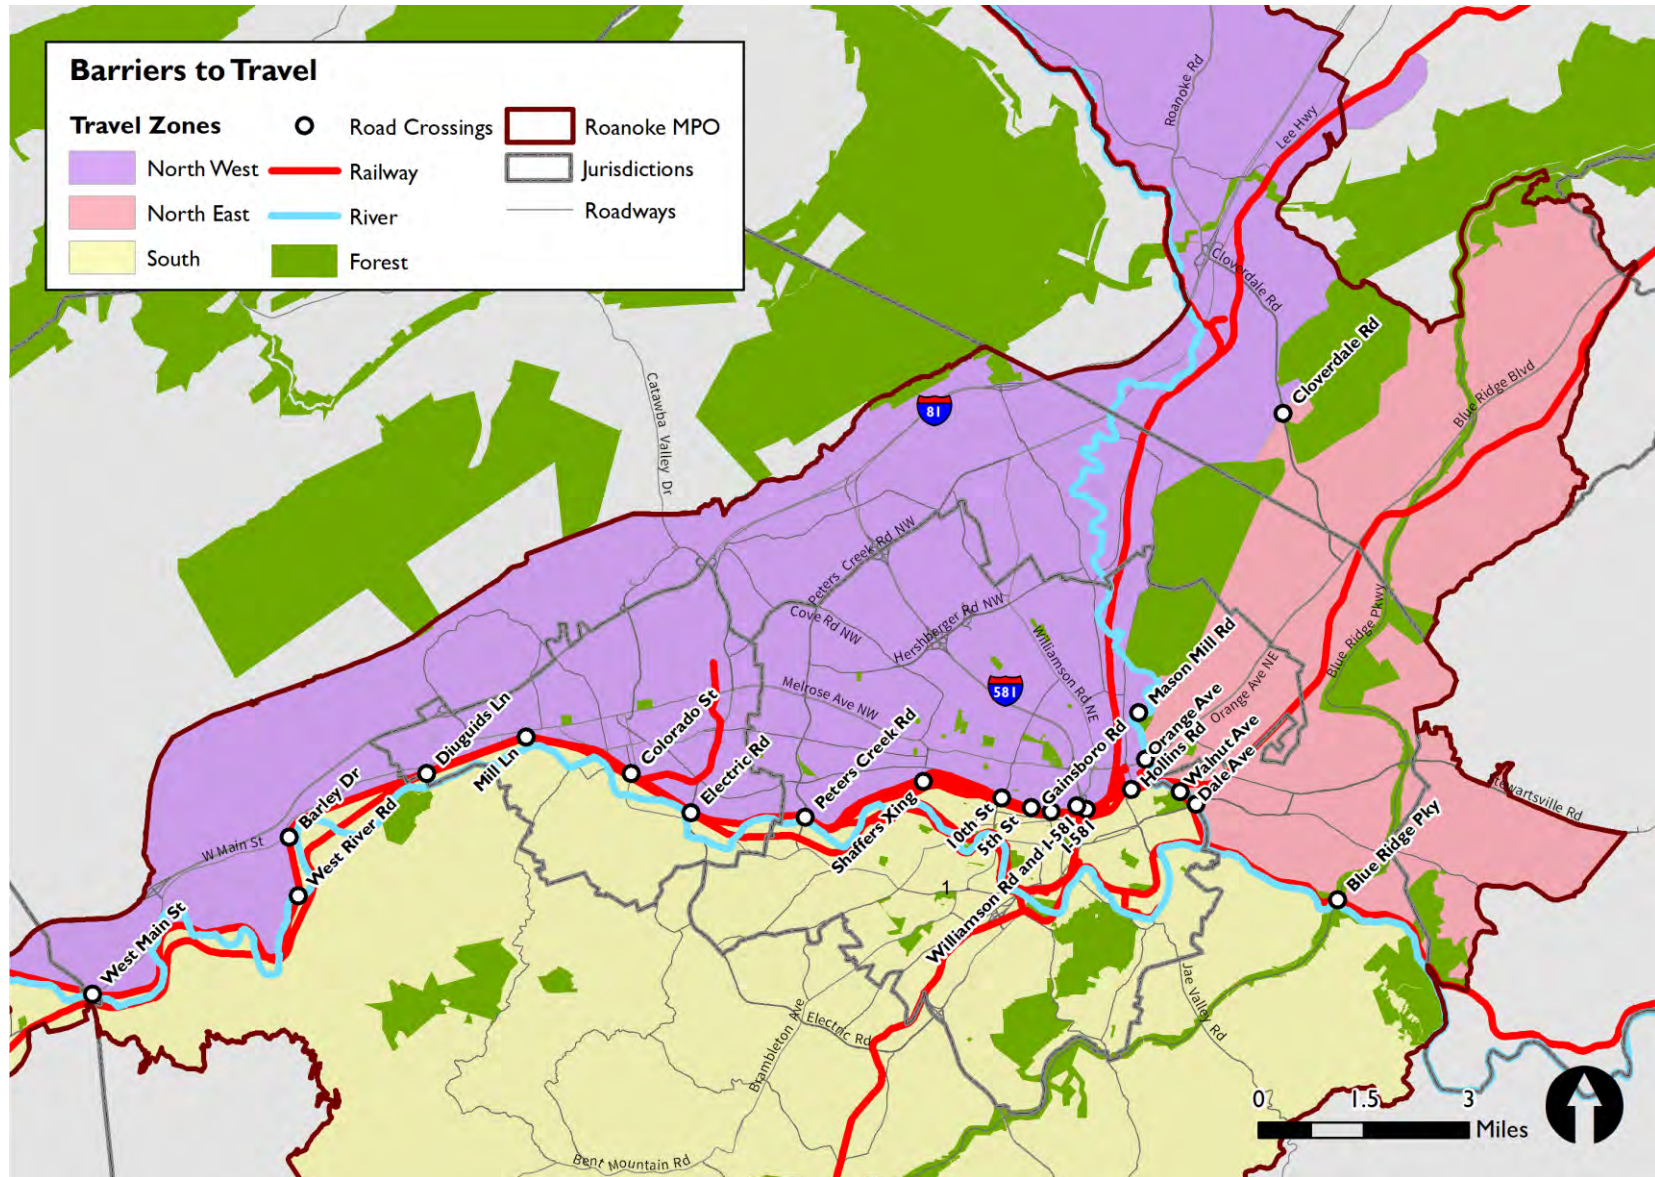 Barriers to Travel
Travel Zones
North West
North East
South
Road Crossings
Railway
River
Forest
Roanoke MPO
Jurisdictions
Roadways
Roanoke Rd
Lee Hwy
Cloverdale Rd
Cloverdale Rd
Blue Ridge Blvd
Catawba Valley Dr
81
Peters Creek Rd NW
Cove Rd NW
Hershberger Rd NW
Williamson Rd NE
581
Melrose Ave NW
Blue Ridge Pkwy
Orange Ave NE
Mason Mill Rd
Orange Ave
Hollins Rd
Walnut Ave
Dale Ave
Stewartsville Rd
Diuguids Ln
Mill Ln
Colorado St
Electric Rd
Peters Creek Rd
Shaffers Xing
10th St
5th St
Gainsboro Rd
I-581
Williamson Rd and I-581
Barley Dr
West River Rd
W Main St
West Main St
Blue Ridge Pky
1
Jae Valley Rd
Brambleton Ave
Electric Rd
Bent Mountain Rd
0 1.5 3
Miles